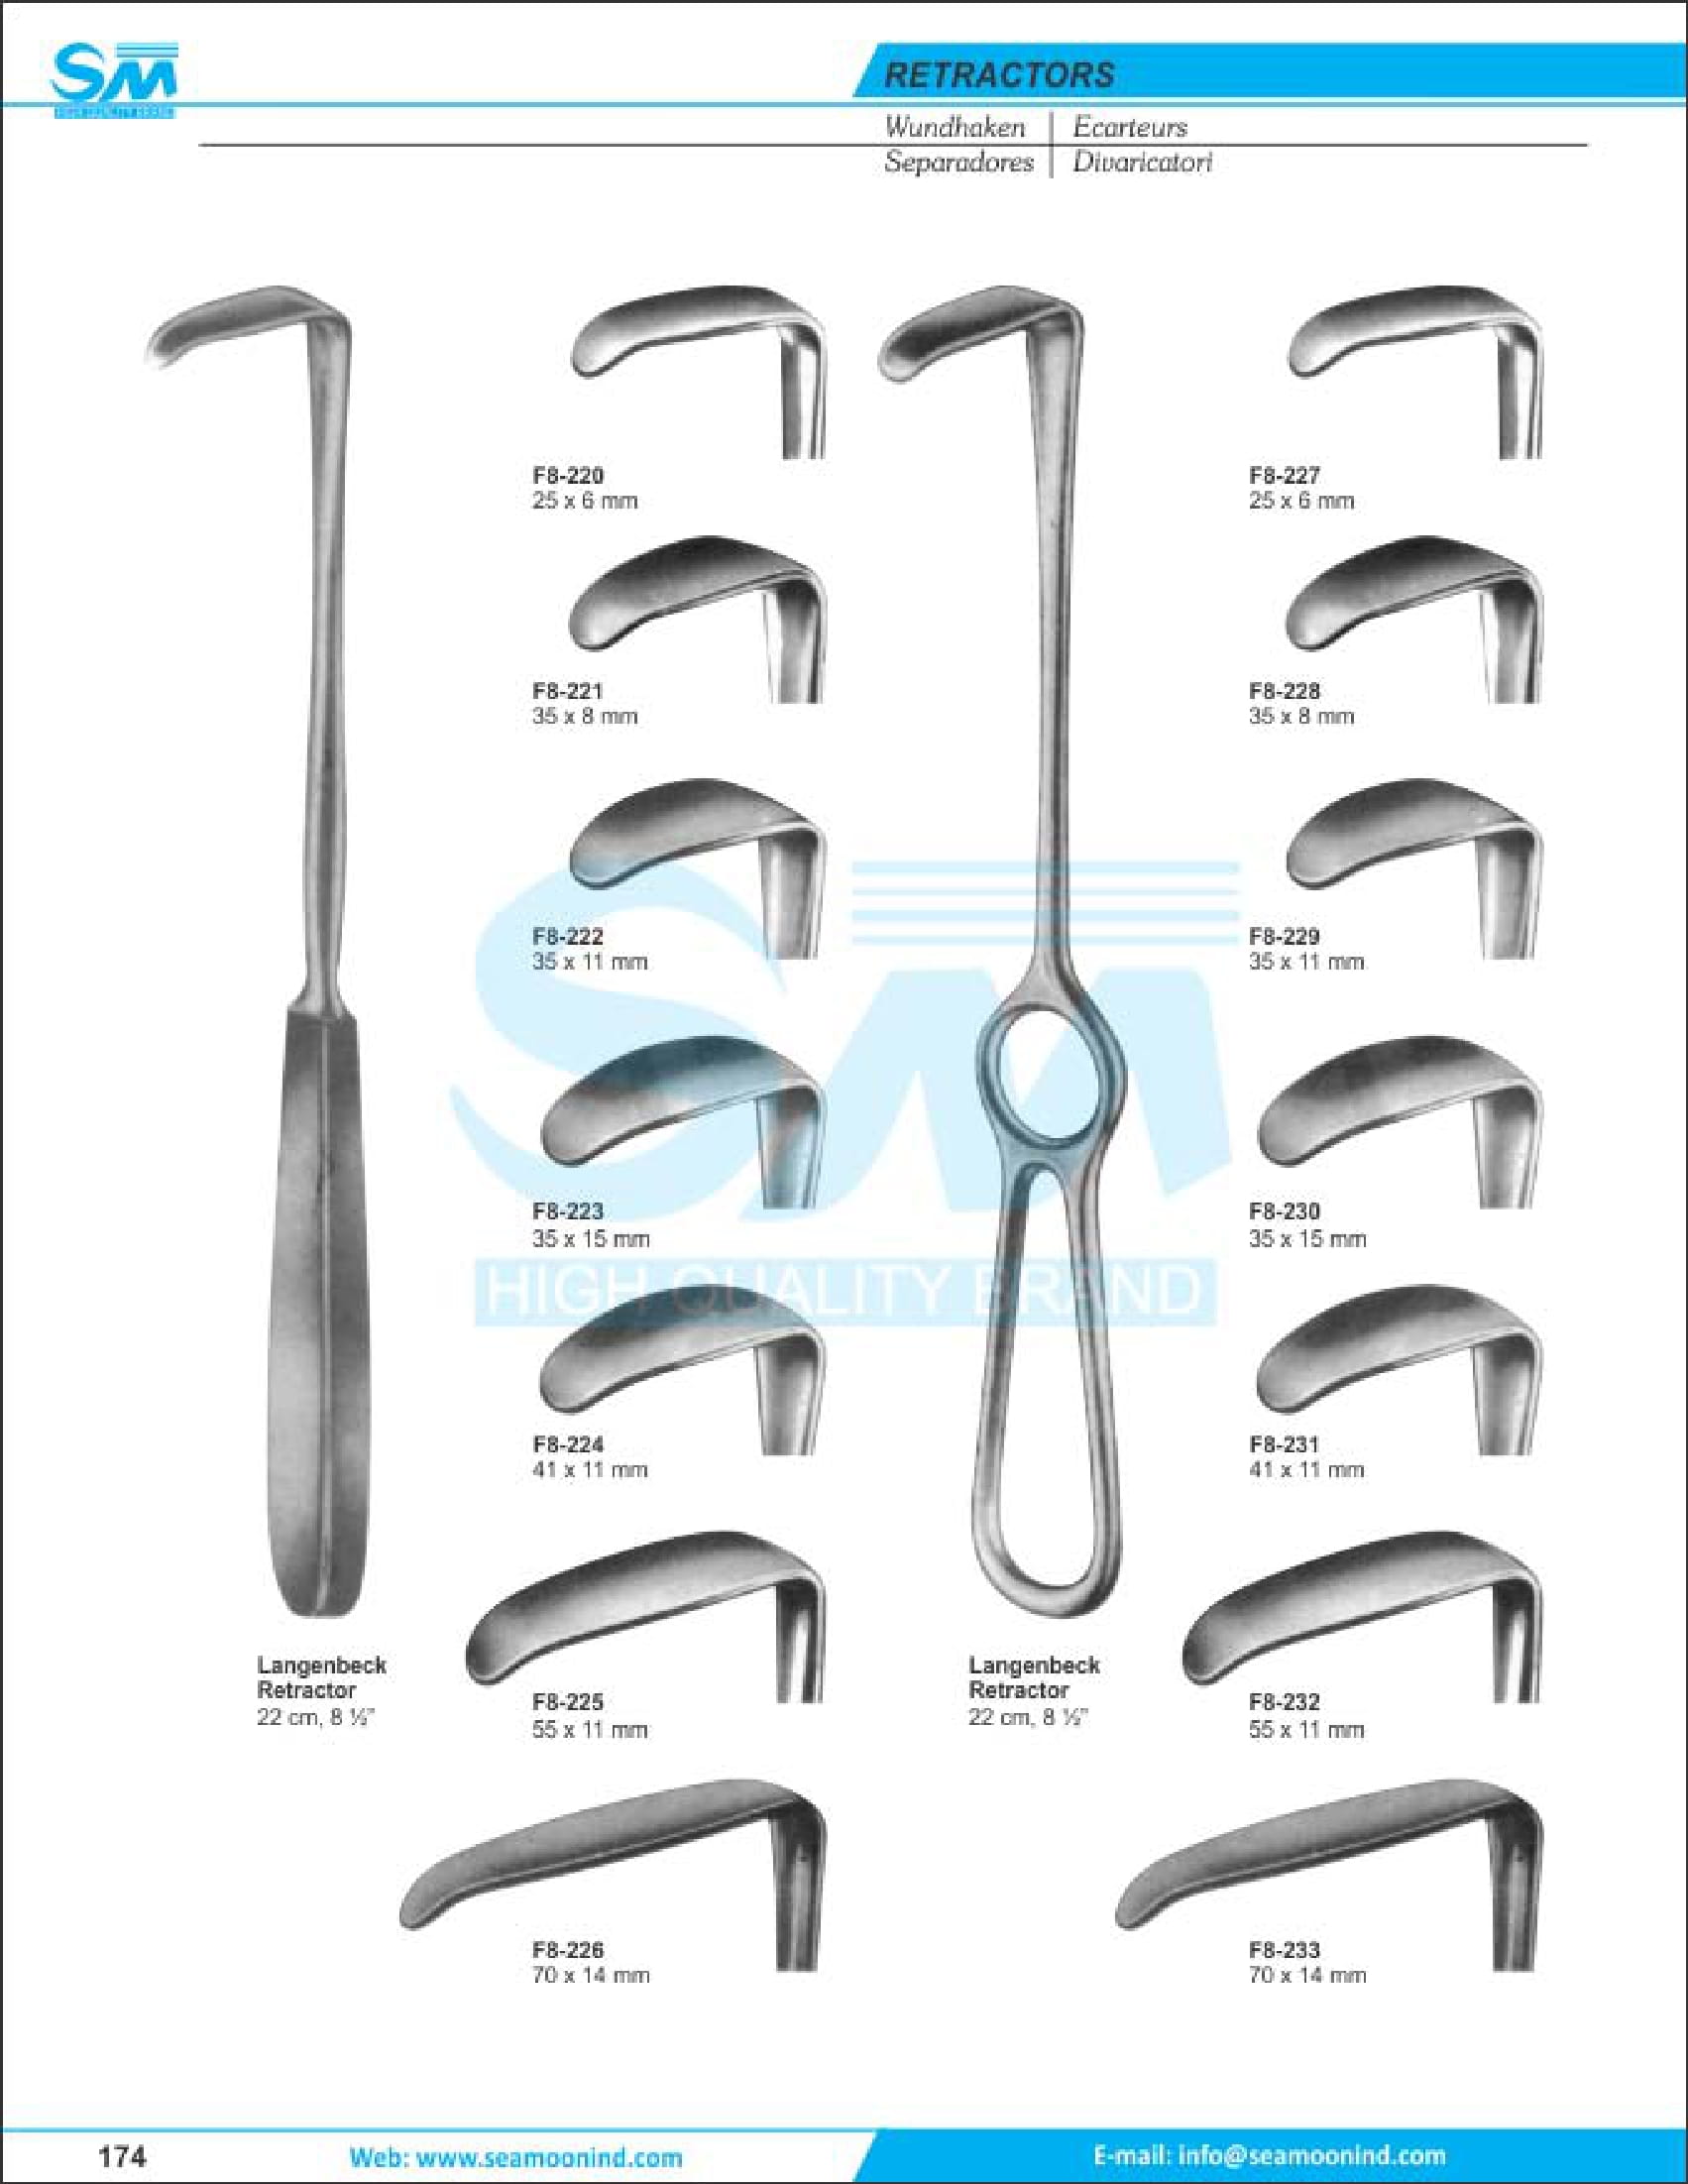 SM
HIGH QUALITY BRAND
RETRACTORS
Wundhaken
Ecarteurs
Separadores
Divaricatori
F8-220
25 x 6 mm
F8-227
25 x 6 mm
F8-221
35 x 8 mm
F8-228
35 x 8 mm
F8-222
35 x 11 mm
F8-229
35 x 11 mm
SM
F8-223
35 x 15 mm
F8-230
35 x 15 mm
HIGH QUALITY BRAND
F8-224
41 x 11 mm
F8-231
41 x 11 mm
Langenbeck
Retractor
22 cm, 8 ½"
F8-225
55 x 11 mm
Langenbeck
Retractor
22 cm, 8 ½"
F8-232
55 x 11 mm
F8-226
70 x 14 mm
F8-233
70 x 14 mm
174
Web: www.seamoonind.com
E-mail: info@seamoonind.com